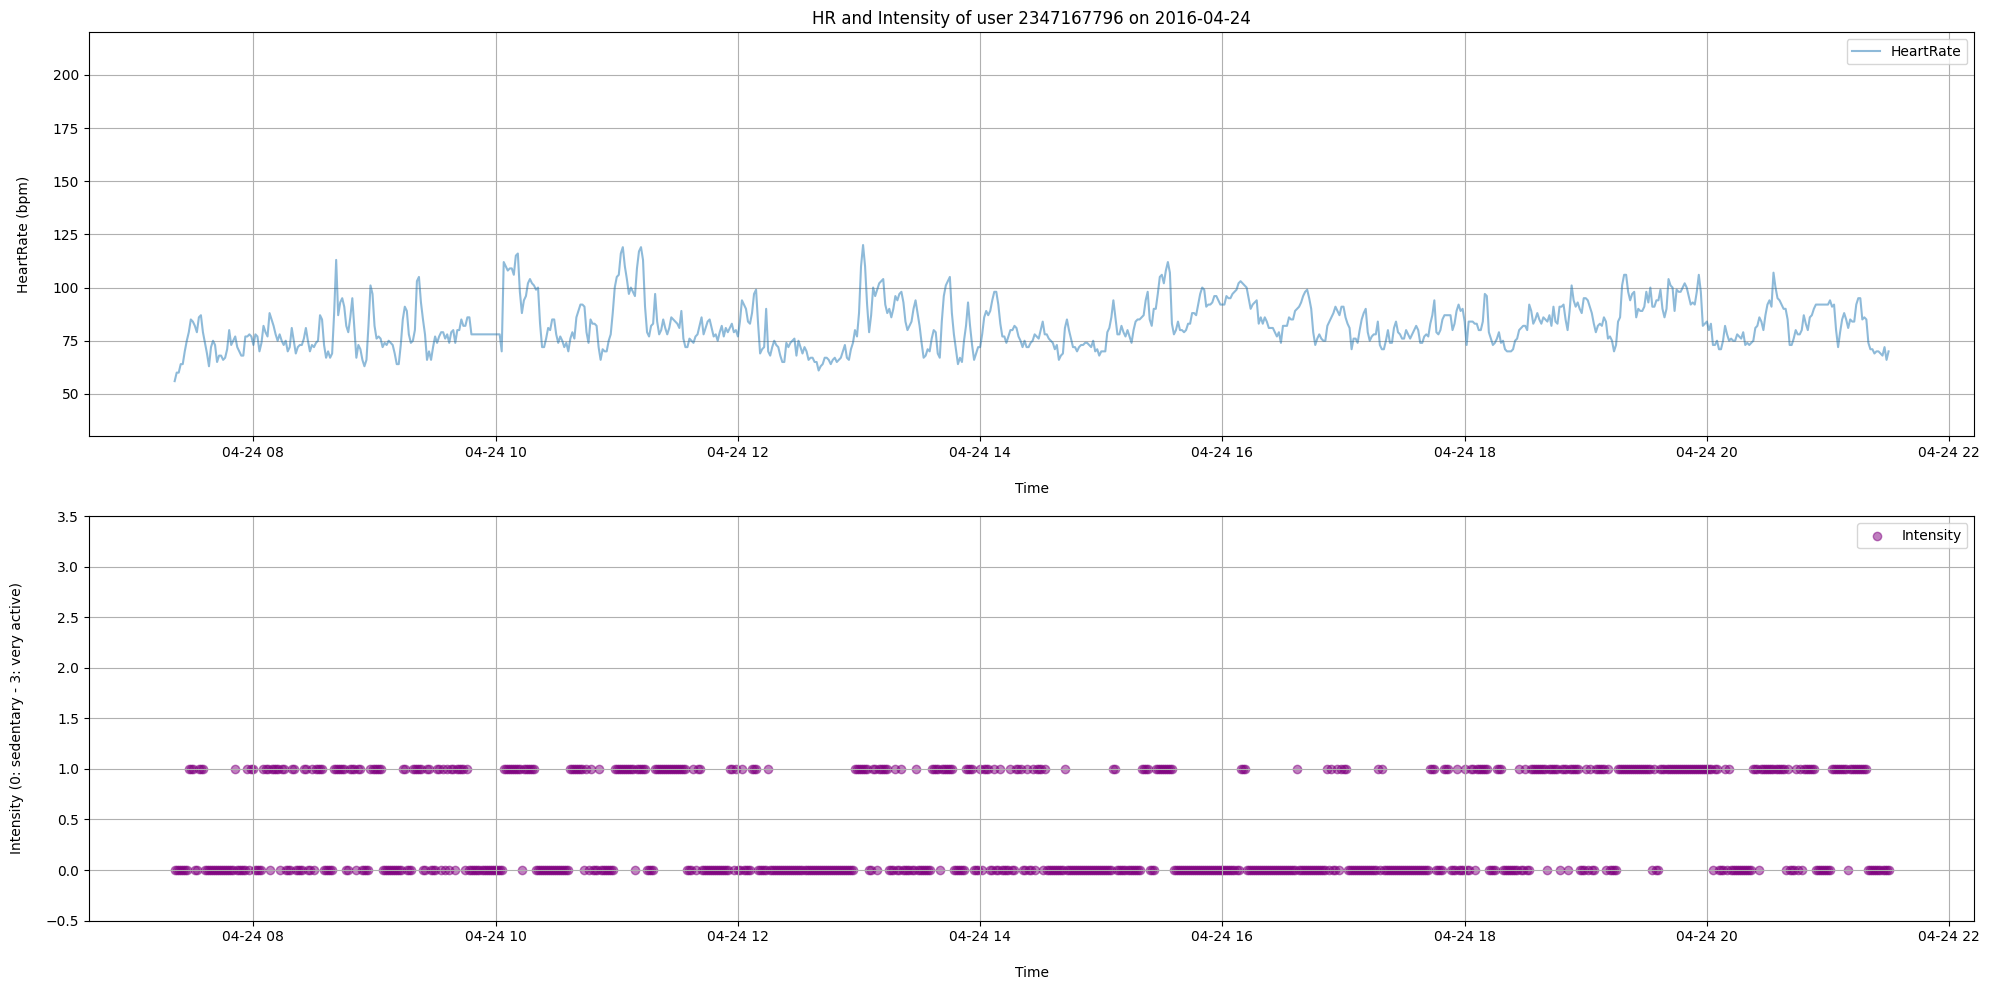 HR and Intensity of user 2347167796 on 2016-04-24
HeartRate
200
175
150
125
100
75
50
HeartRate (bpm)
04-24 08 04-24 10 04-24 12 04-24 14 04-24 16 04-24 18 04-24 20 04-24 22
Time
Intensity
3.5
3.0
2.5
2.0
1.5
1.0
0.5
0.0
−0.5
Intensity (0: sedentary - 3: very active)
04-24 08 04-24 10 04-24 12 04-24 14 04-24 16 04-24 18 04-24 20 04-24 22
Time